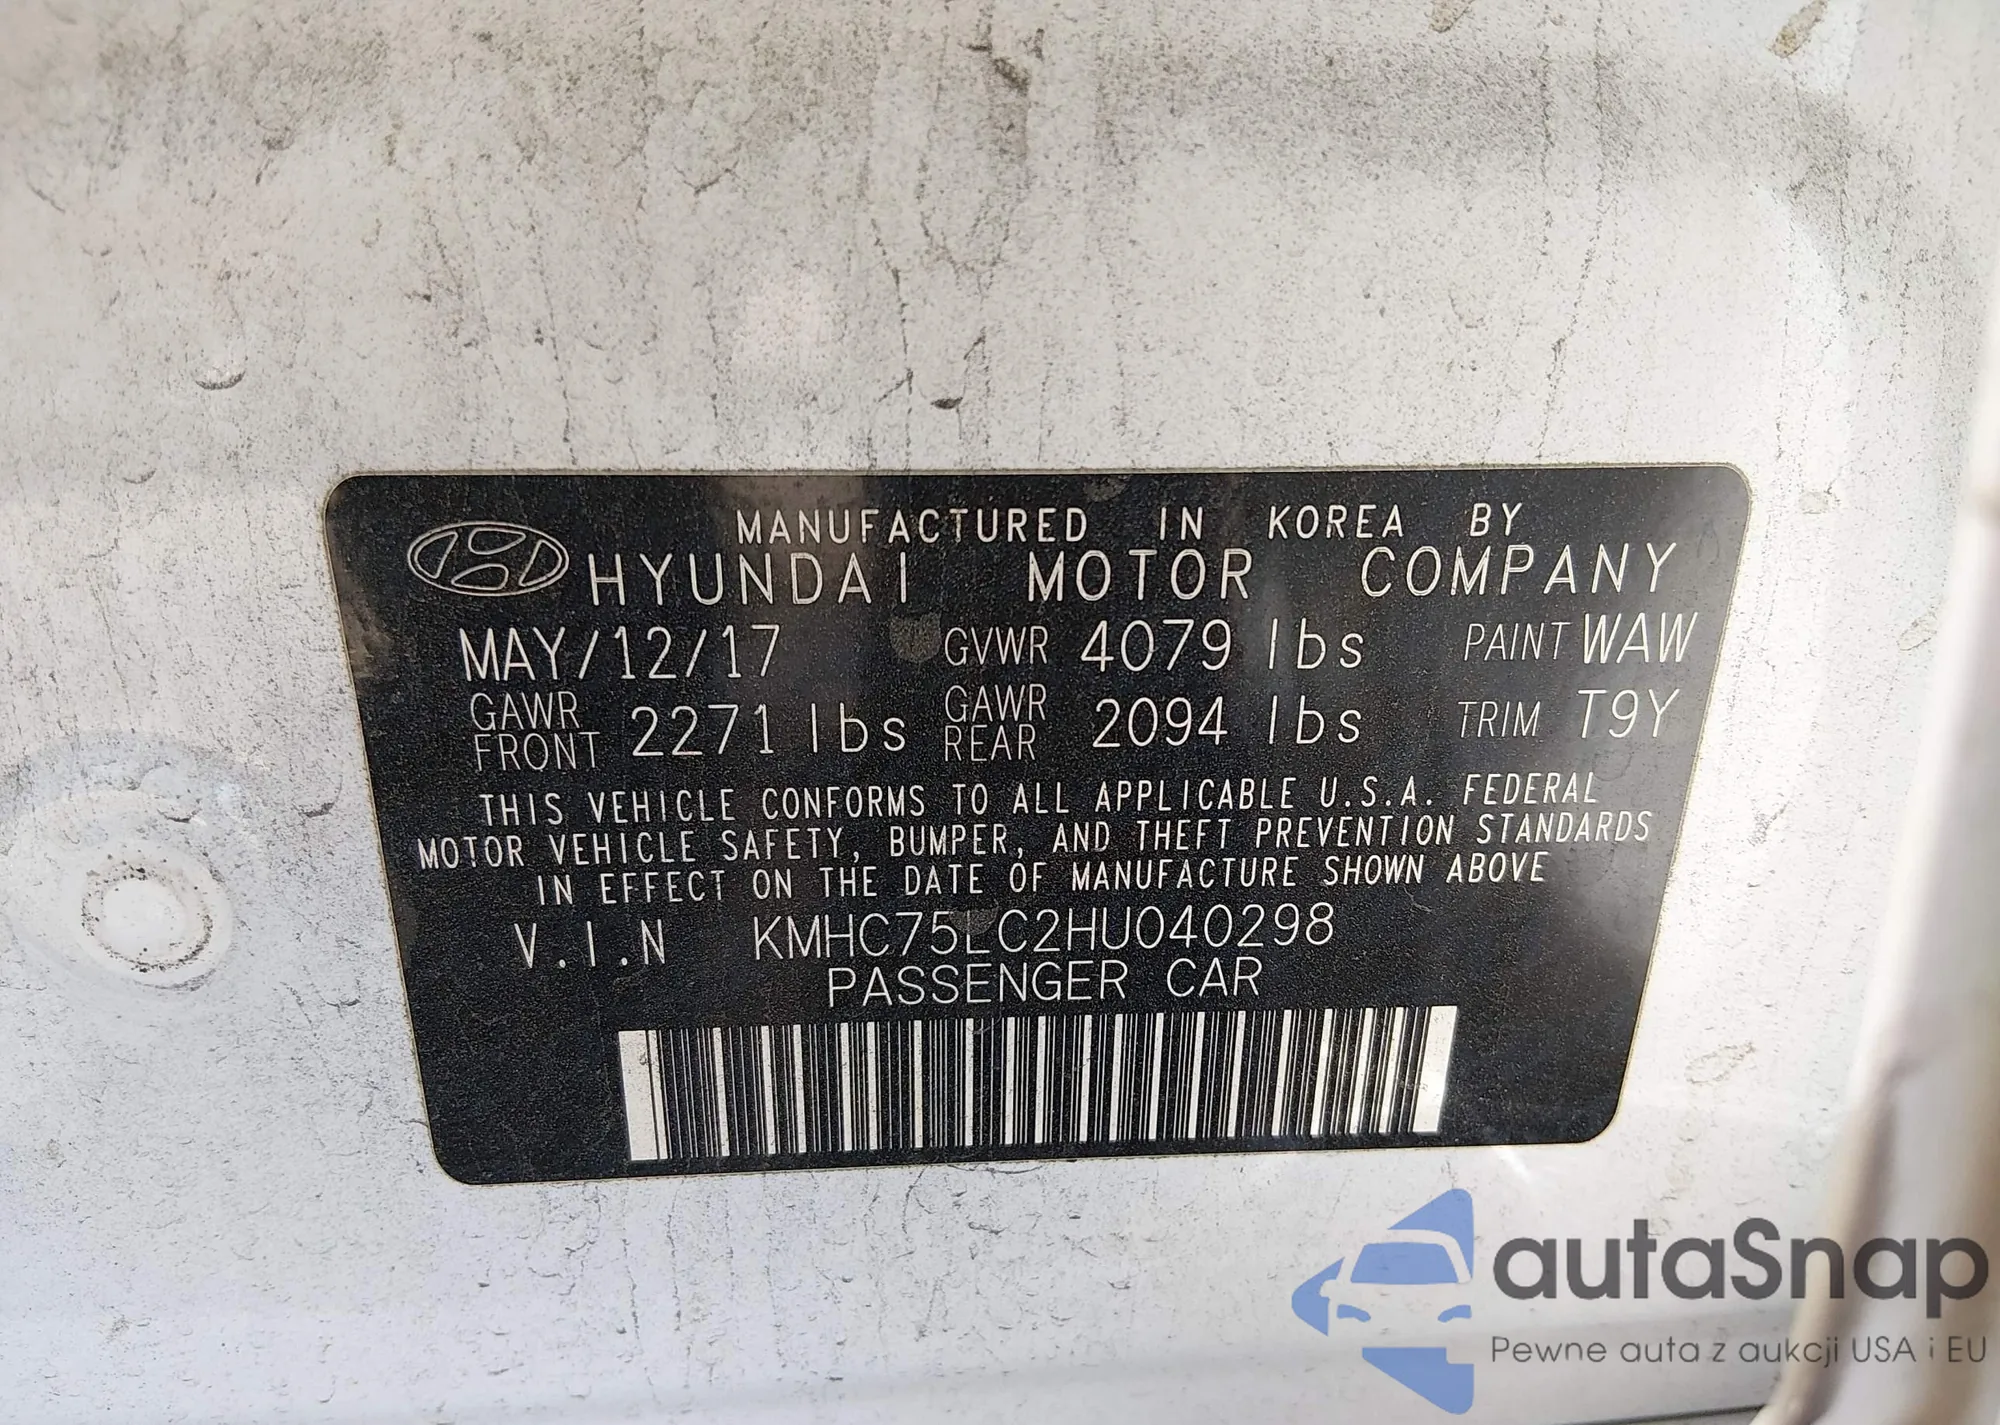 MANUFACTURED IN KOREA BY
HYUNDAI MOTOR COMPANY
MAY/12/17 GVWR 4079 lbs PAINT WAW
GAWR FRONT 2271 lbs GAWR REAR 2094 lbs TRIM T9Y
THIS VEHICLE CONFORMS TO ALL APPLICABLE U.S.A. FEDERAL
MOTOR VEHICLE SAFETY, BUMPER, AND THEFT PREVENTION STANDARDS
IN EFFECT ON THE DATE OF MANUFACTURE SHOWN ABOVE
V.I.N KMHC75LC2HU040298
PASSENGER CAR
autaSnap
Pewne auta z aukcji USA i EU